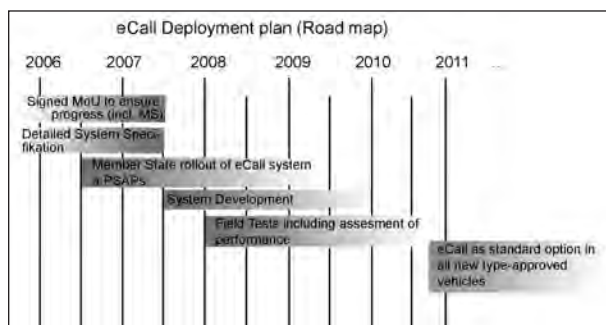 eCall Deployment plan (Road map)
2006 2007 2008 2009 2010 2011 ...
Signed MoU to ensure
progress (incl. MS)
Detailed System Speci-
fikation
Member State rollout of eCall system
a PSAPs
System Development
Field Tests including assesment of
performance
eCall as standard option in
all new type-approved
vehicles